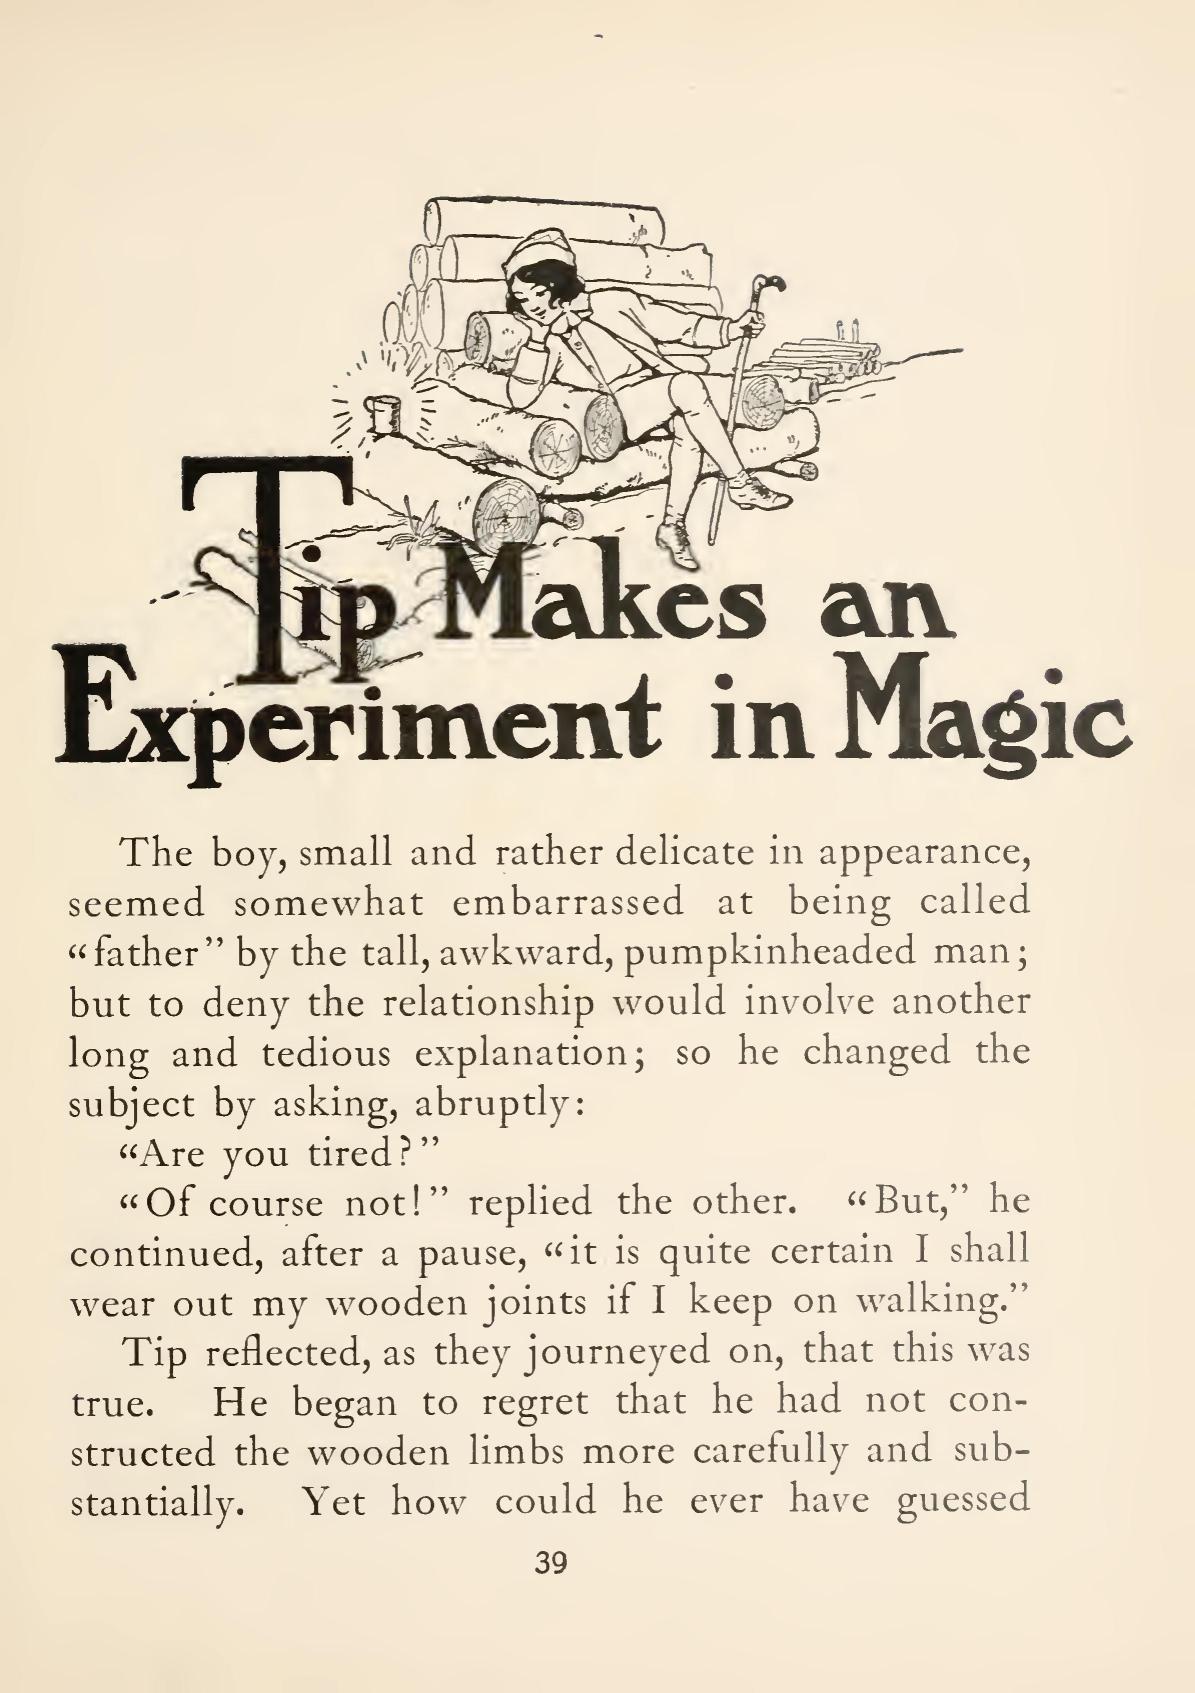 Tip Makes an
Experiment in Magic
The boy, small and rather delicate in appearance,
seemed somewhat embarrassed at being called
“father” by the tall, awkward, pumpkinheaded man;
but to deny the relationship would involve another
long and tedious explanation; so he changed the
subject by asking, abruptly:
“Are you tired?”
“Of course not!” replied the other. “But,” he
continued, after a pause, “it is quite certain I shall
wear out my wooden joints if I keep on walking.”
Tip reflected, as they journeyed on, that this was
true. He began to regret that he had not con-
structed the wooden limbs more carefully and sub-
stantially. Yet how could he ever have guessed
39